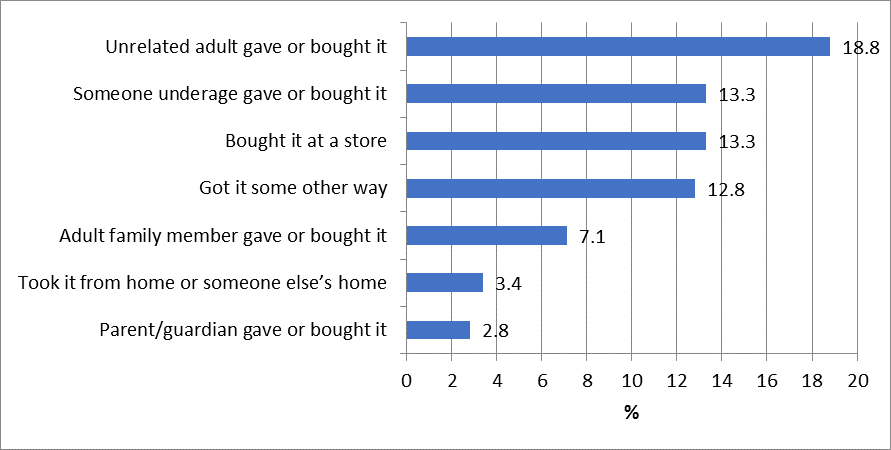 Unrelated adult gave or bought it 18.8
Someone underage gave or bought it 13.3
Bought it at a store 13.3
Got it some other way 12.8
Adult family member gave or bought it 7.1
Took it from home or someone else’s home 3.4
Parent/guardian gave or bought it 2.8
0 2 4 6 8 10 12 14 16 18 20
%